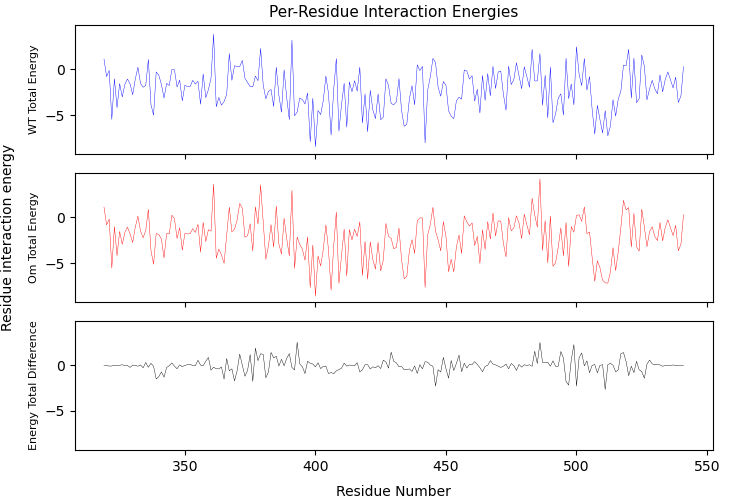 Per-Residue Interaction Energies
Residue interaction energy
WT Total Energy
0
−5
Om Total Energy
0
−5
Energy Total Difference
0
−5
350 400 450 500 550
Residue Number